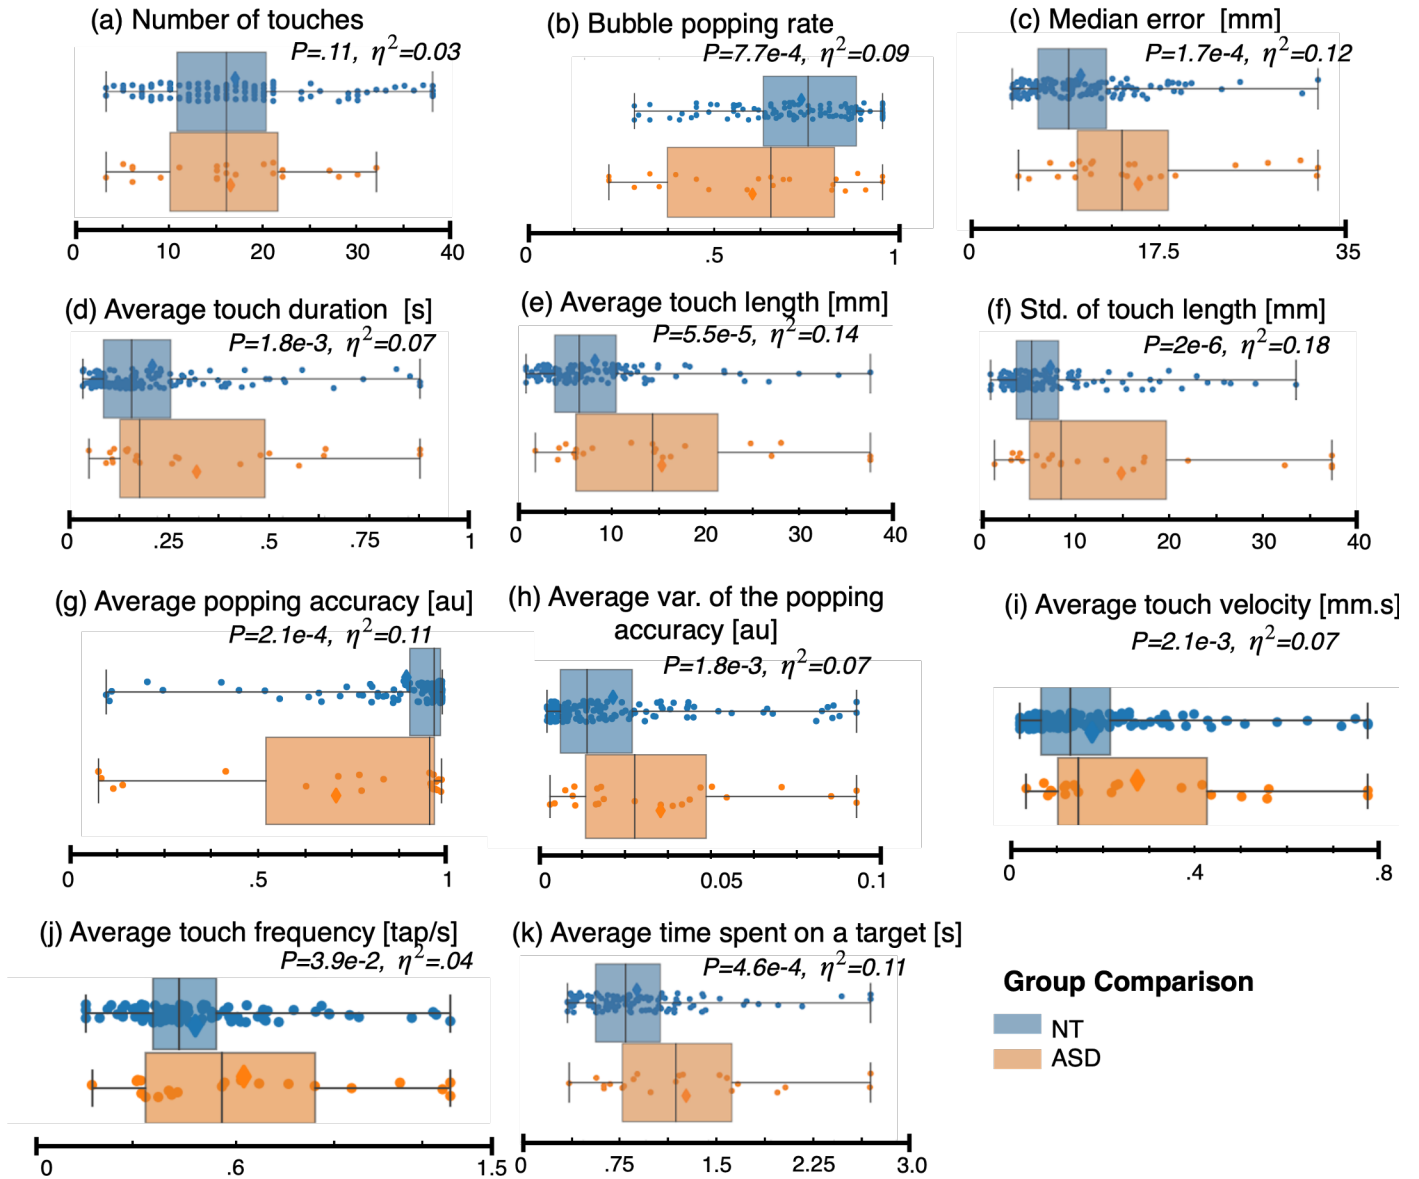 (a) Number of touches
P=.11, η²=0.03
0 10 20 30 40
(b) Bubble popping rate
P=7.7e-4, η²=0.09
0 .5 1
(c) Median error [mm]
P=1.7e-4, η²=0.12
0 17.5 35
(d) Average touch duration [s]
P=1.8e-3, η²=0.07
0 .25 .5 .75 1
(e) Average touch length [mm]
P=5.5e-5, η²=0.14
0 10 20 30 40
(f) Std. of touch length [mm]
P=2e-6, η²=0.18
0 10 20 30 40
(g) Average popping accuracy [au]
P=2.1e-4, η²=0.11
0 .5 1
(h) Average var. of the popping
accuracy [au]
P=1.8e-3, η²=0.07
0 0.05 0.1
(i) Average touch velocity [mm.s]
P=2.1e-3, η²=0.07
0 .4 .8
(j) Average touch frequency [tap/s]
P=3.9e-2, η²=.04
0 .6 1.5
(k) Average time spent on a target [s]
P=4.6e-4, η²=0.11
0 .75 1.5 2.25 3.0
Group Comparison
NT
ASD